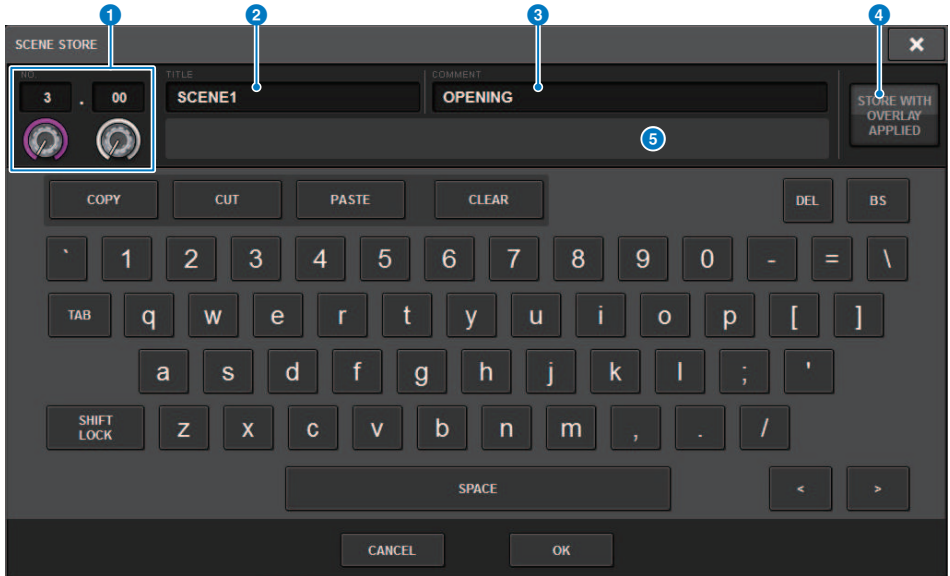 1 2 3 4
SCENE STORE ×
NO. TITLE COMMENT
3 . 00 SCENE1 OPENING
STORE WITH
OVERLAY
APPLIED
5
COPY CUT PASTE CLEAR DEL BS
` 1 2 3 4 5 6 7 8 9 0 - = \
TAB q w e r t y u i o p [ ]
a s d f g h j k l ; '
SHIFT
LOCK
z x c v b n m , . /
SPACE < >
CANCEL OK